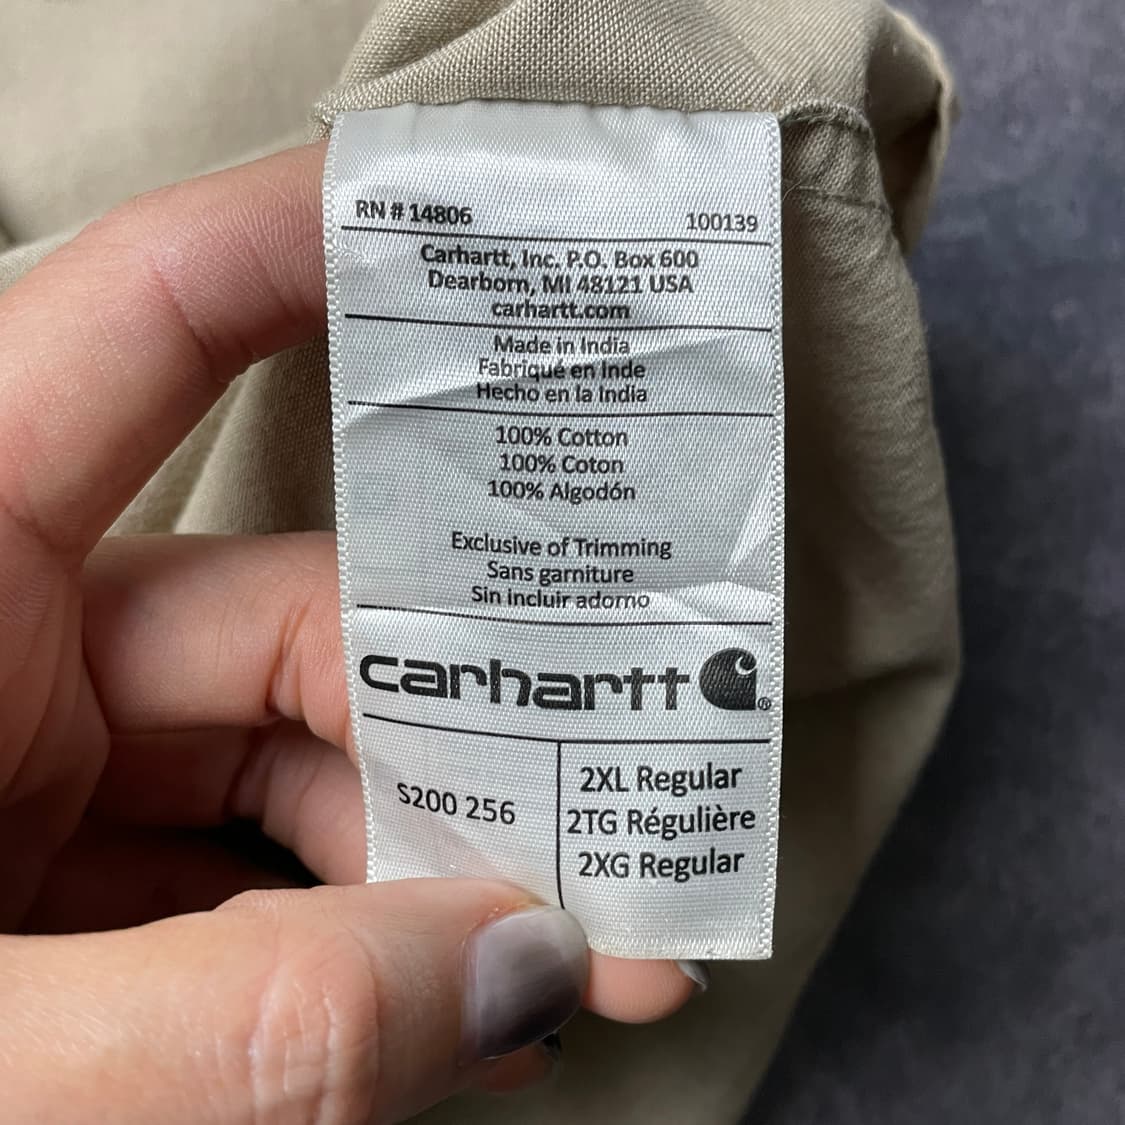 RN # 14806 100139
Carhartt, Inc. P.O. Box 600
Dearborn, MI 48121 USA
carhartt.com
Made in India
Fabriqué en Inde
Hecho en la India
100% Cotton
100% Coton
100% Algodón
Exclusive of Trimming
Sans garniture
Sin incluir adorno
carhartt ®
S200 256
2XL Regular
2TG Régulière
2XG Regular